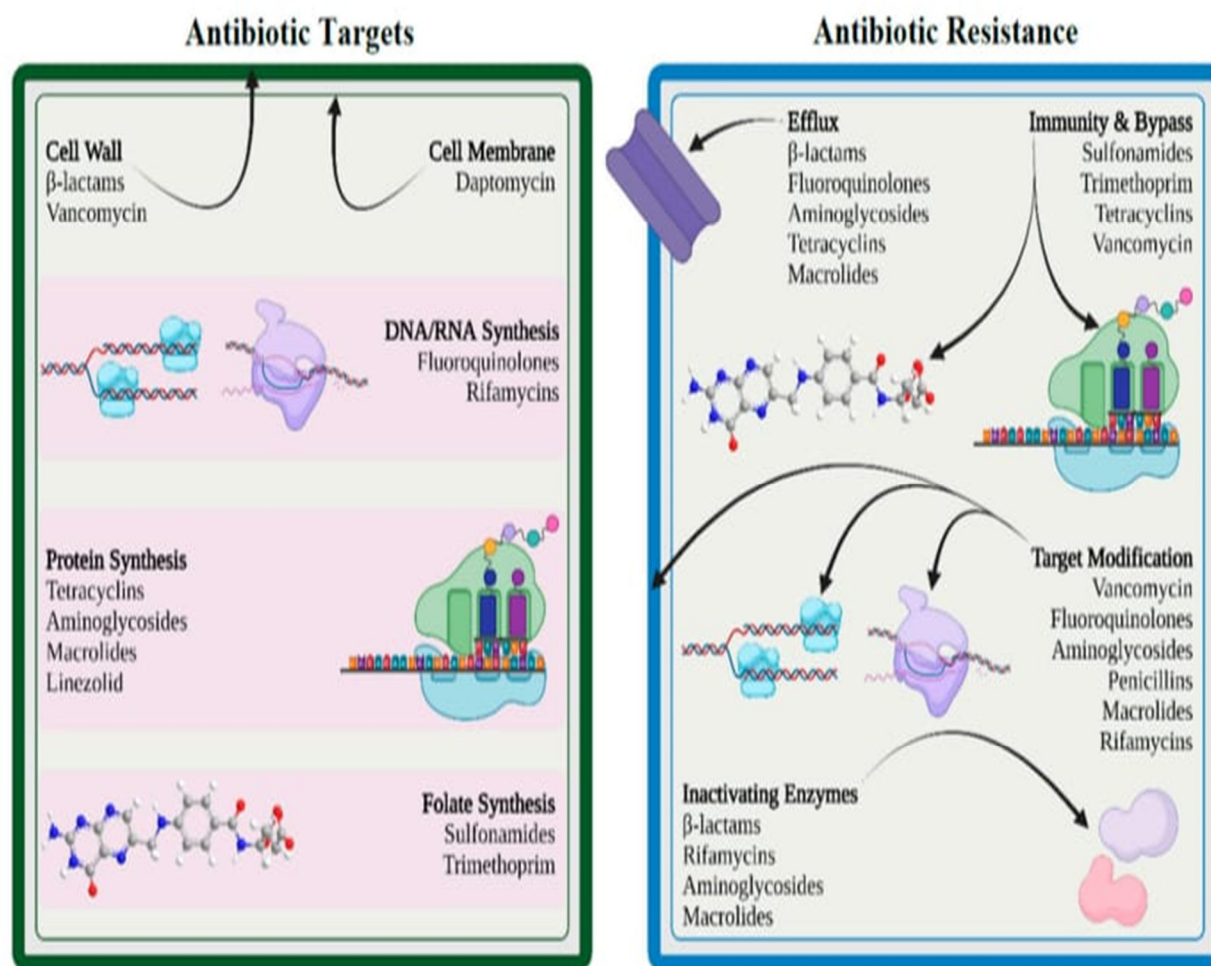 Antibiotic Targets
Cell Wall
β-lactams
Vancomycin
Cell Membrane
Daptomycin
DNA/RNA Synthesis
Fluoroquinolones
Rifamycins
Protein Synthesis
Tetracyclins
Aminoglycosides
Macrolides
Linezolid
Folate Synthesis
Sulfonamides
Trimethoprim
Antibiotic Resistance
Efflux
β-lactams
Fluoroquinolones
Aminoglycosides
Tetracyclins
Macrolides
Immunity & Bypass
Sulfonamides
Trimethoprim
Tetracyclins
Vancomycin
Target Modification
Vancomycin
Fluoroquinolones
Aminoglycosides
Penicillins
Macrolides
Rifamycins
Inactivating Enzymes
β-lactams
Rifamycins
Aminoglycosides
Macrolides